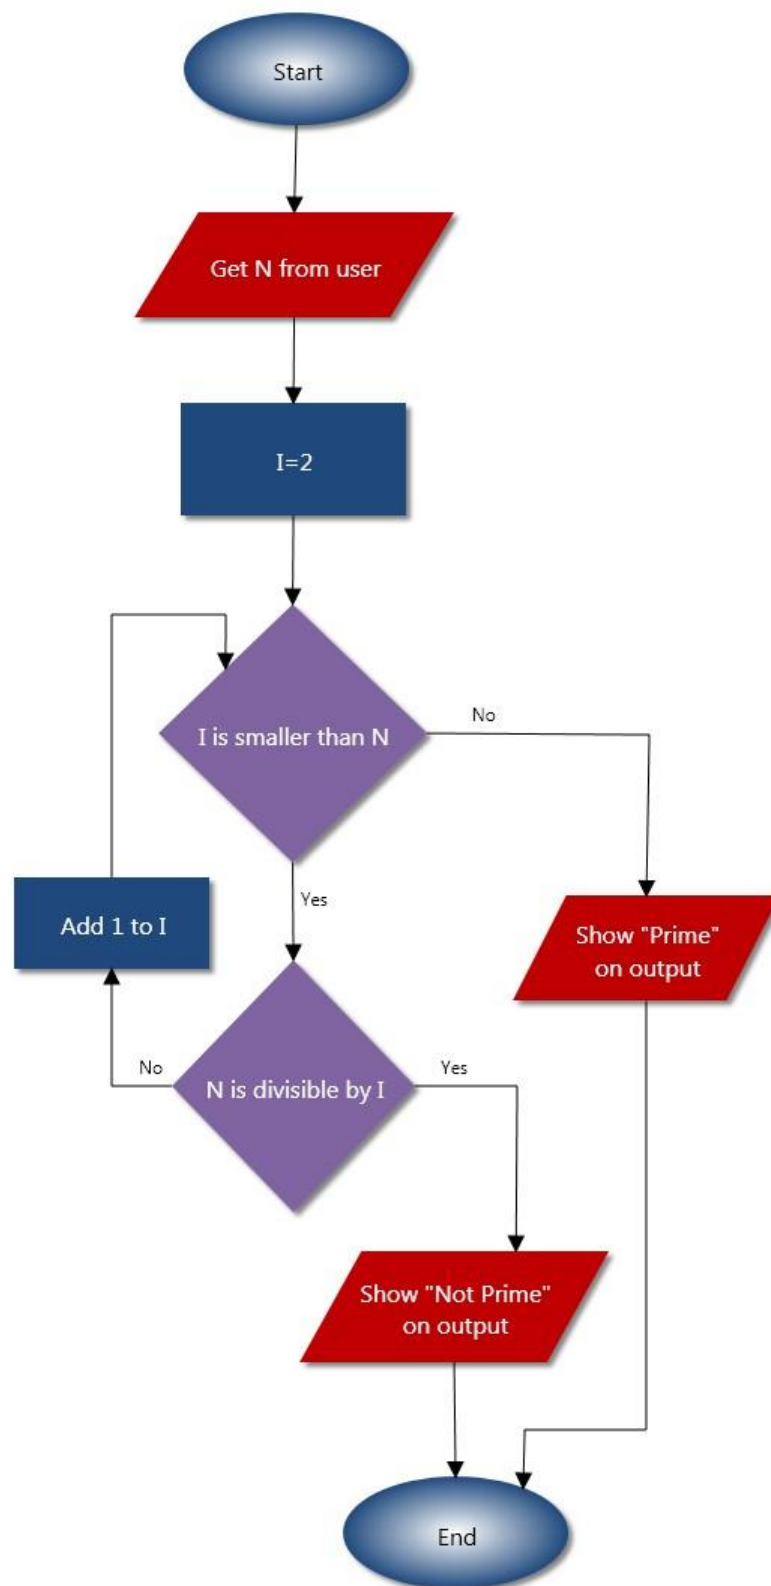 Start
Get N from user
I=2
I is smaller than N
No
Yes
Add 1 to I
Show "Prime"
on output
No
N is divisible by I
Yes
Show "Not Prime"
on output
End